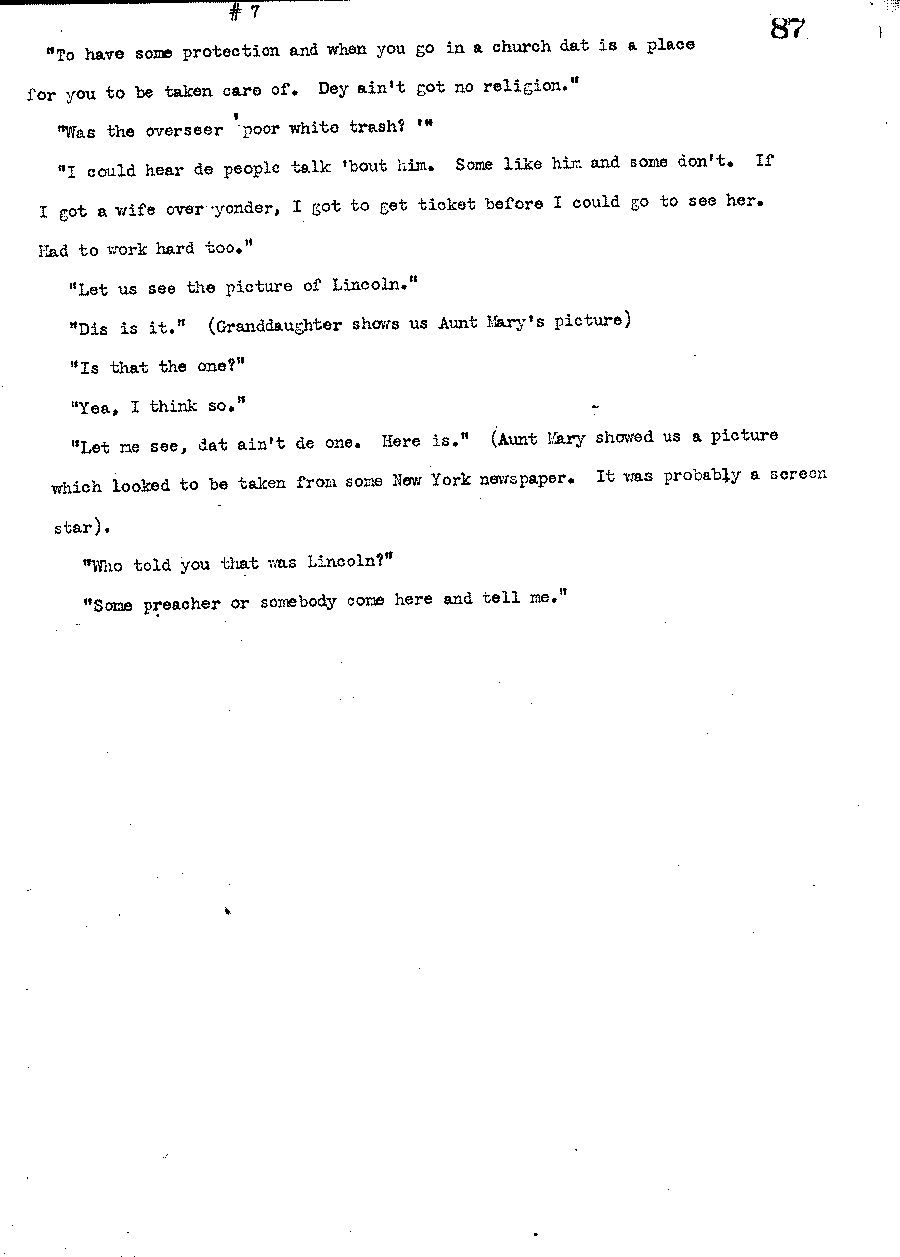 # 7
87
"To have some protection and when you go in a church dat is a place
for you to be taken care of. Dey ain't got no religion."
"Was the overseer 'poor white trash? '"
"I could hear de people talk 'bout him. Some like him and some don't. If
I got a wife over yonder, I got to get ticket before I could go to see her.
Had to work hard too."
"Let us see the picture of Lincoln."
"Dis is it." (Granddaughter shows us Aunt Mary's picture)
"Is that the one?"
"Yea, I think so."
"Let me see, dat ain't de one. Here is." (Aunt Mary showed us a picture
which looked to be taken from some New York newspaper. It was probably a screen
star).
"Who told you that was Lincoln?"
"Some preacher or somebody come here and tell me."